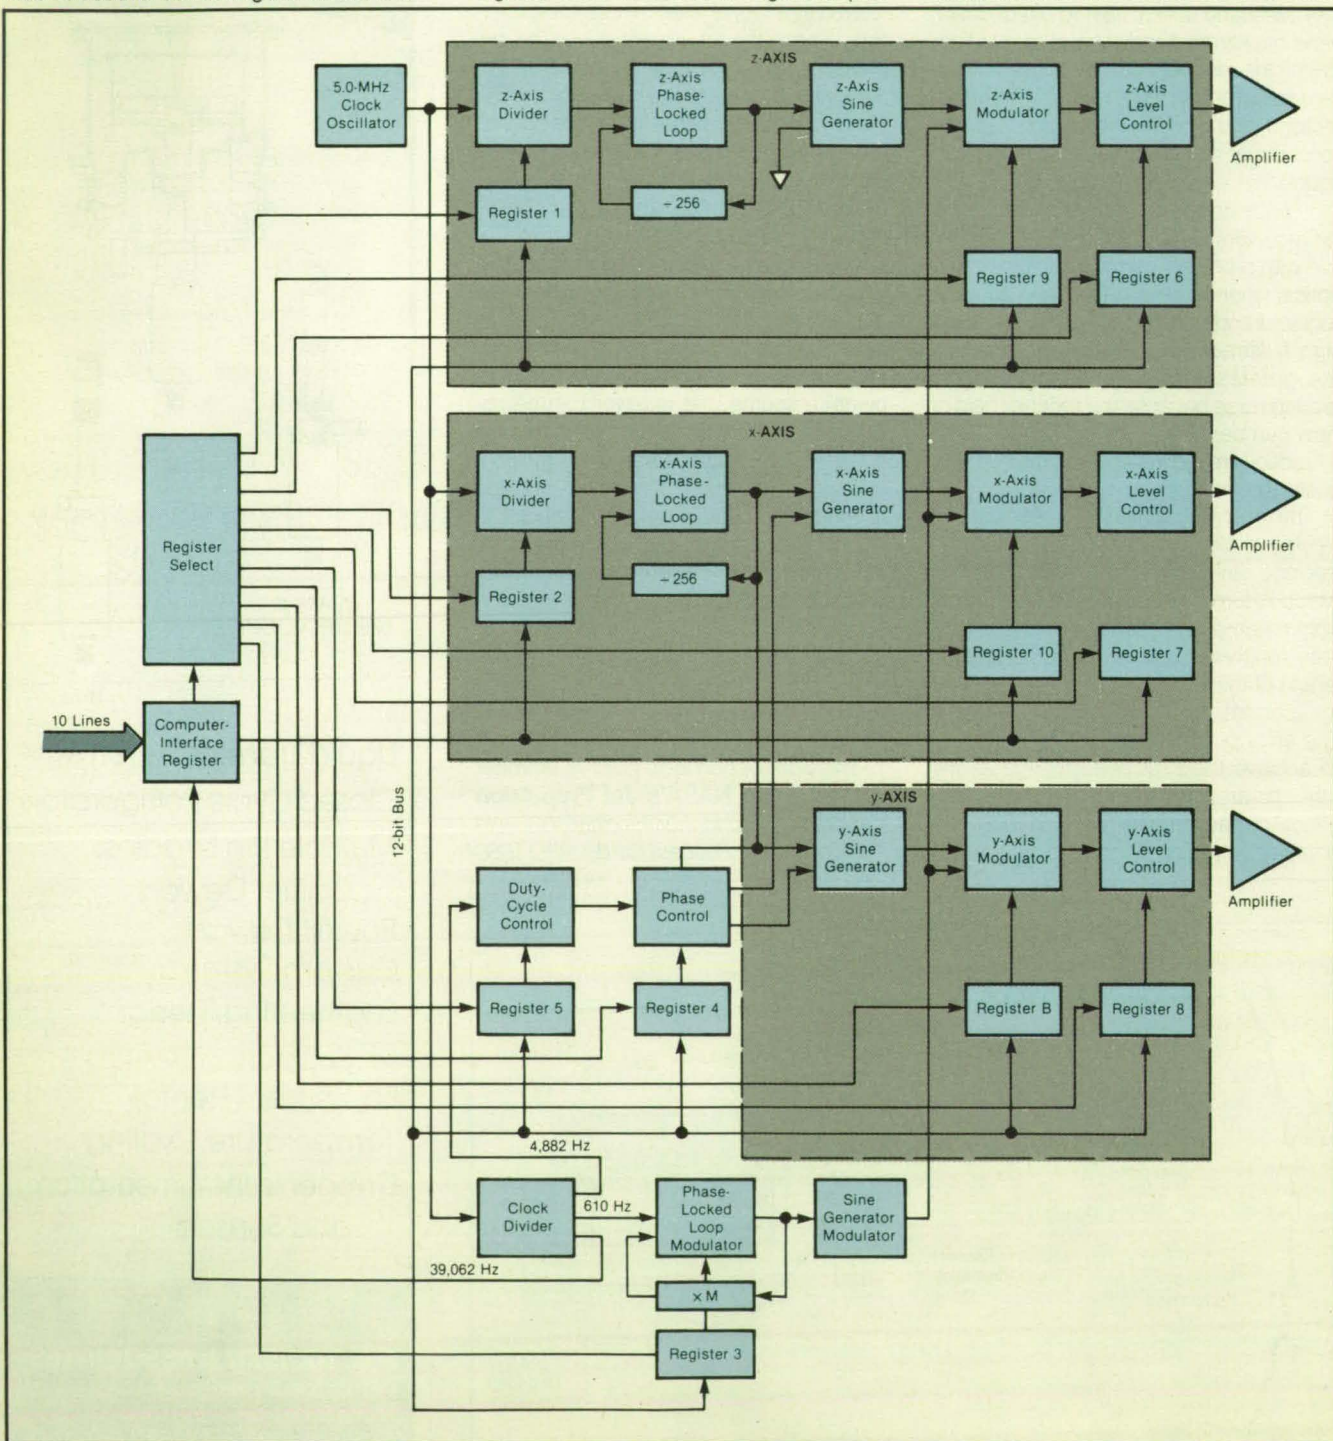 z-AXIS
5.0-MHz
Clock
Oscillator
z-Axis
Divider
z-Axis
Phase-
Locked
Loop
z-Axis
Sine
Generator
z-Axis
Modulator
z-Axis
Level
Control
Amplifier
Register 1
÷ 256
Register 9
Register 6
x-AXIS
x-Axis
Divider
x-Axis
Phase-
Locked
Loop
x-Axis
Sine
Generator
x-Axis
Modulator
x-Axis
Level
Control
Amplifier
Register
Select
Register 2
÷ 256
Register 10
Register 7
10 Lines
Computer-
Interface
Register
12-bit Bus
y-AXIS
y-Axis
Sine
Generator
y-Axis
Modulator
y-Axis
Level
Control
Amplifier
Duty-
Cycle
Control
Phase
Control
Register 5
Register 4
Register B
Register 8
4,882 Hz
Clock
Divider
610 Hz
Phase-
Locked
Loop
Modulator
Sine
Generator
Modulator
39,062 Hz
× M
Register 3